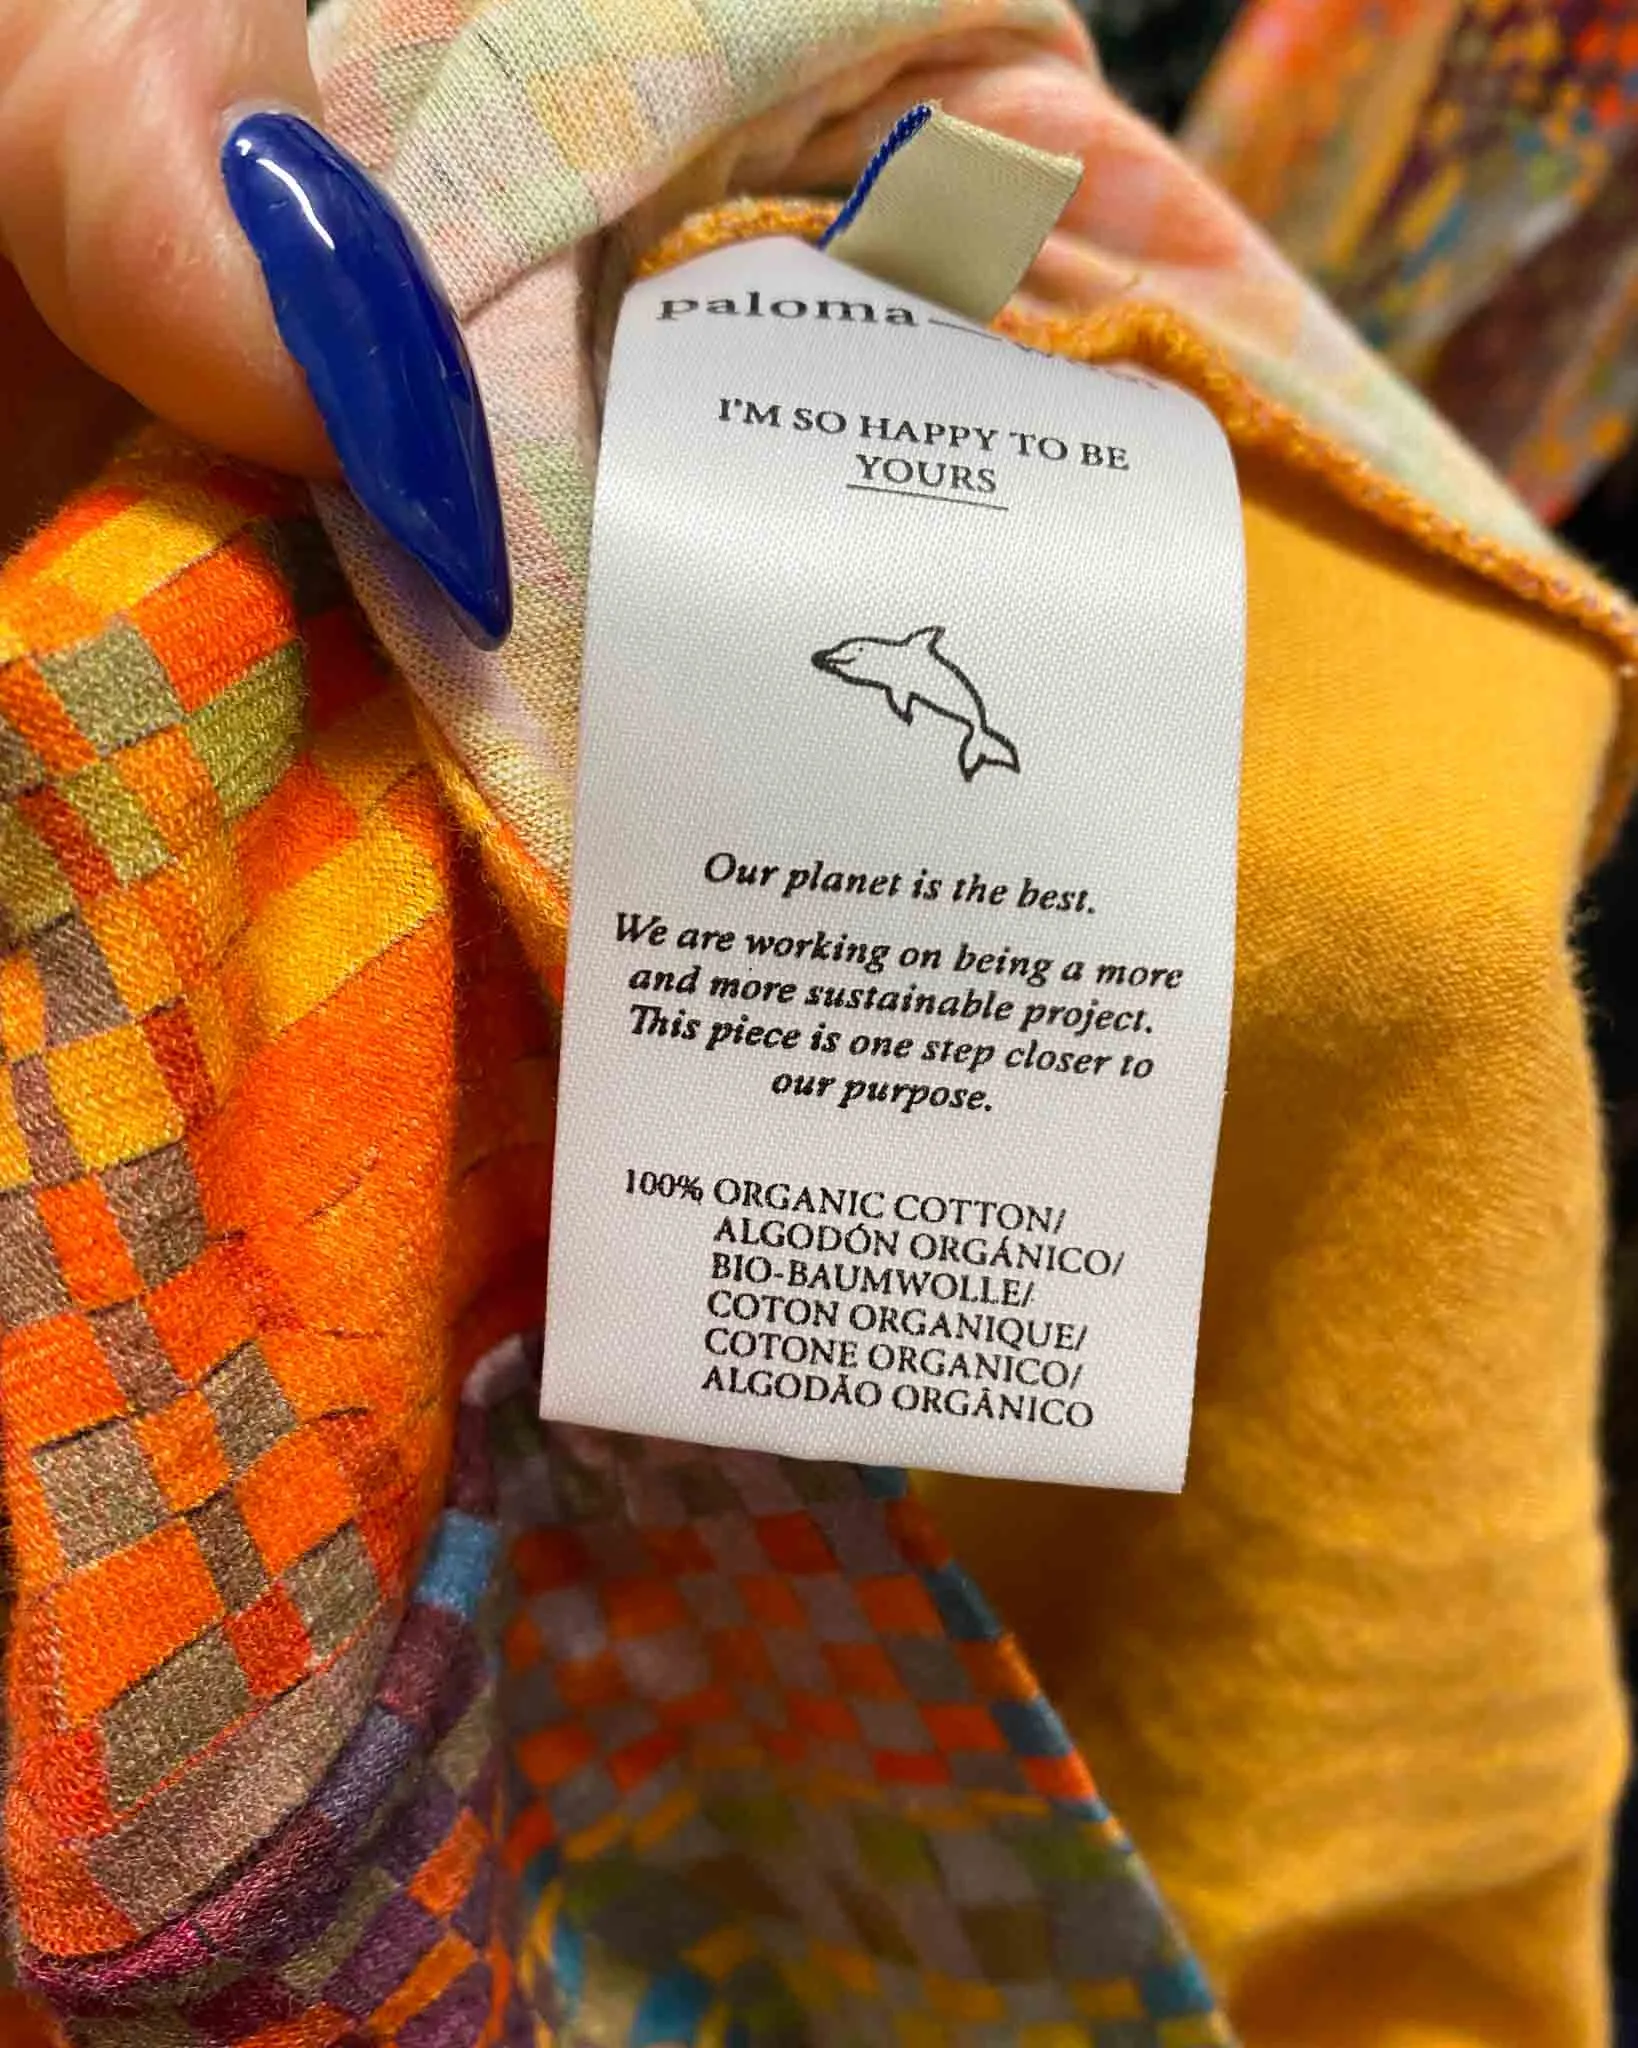 paloma
I'M SO HAPPY TO BE
YOURS
Our planet is the best.
We are working on being a more
and more sustainable project.
This piece is one step closer to
our purpose.
100% ORGANIC COTTON/
ALGODÓN ORGÁNICO/
BIO-BAUMWOLLE/
COTON ORGANIQUE/
COTONE ORGANICO/
ALGODÃO ORGÂNICO